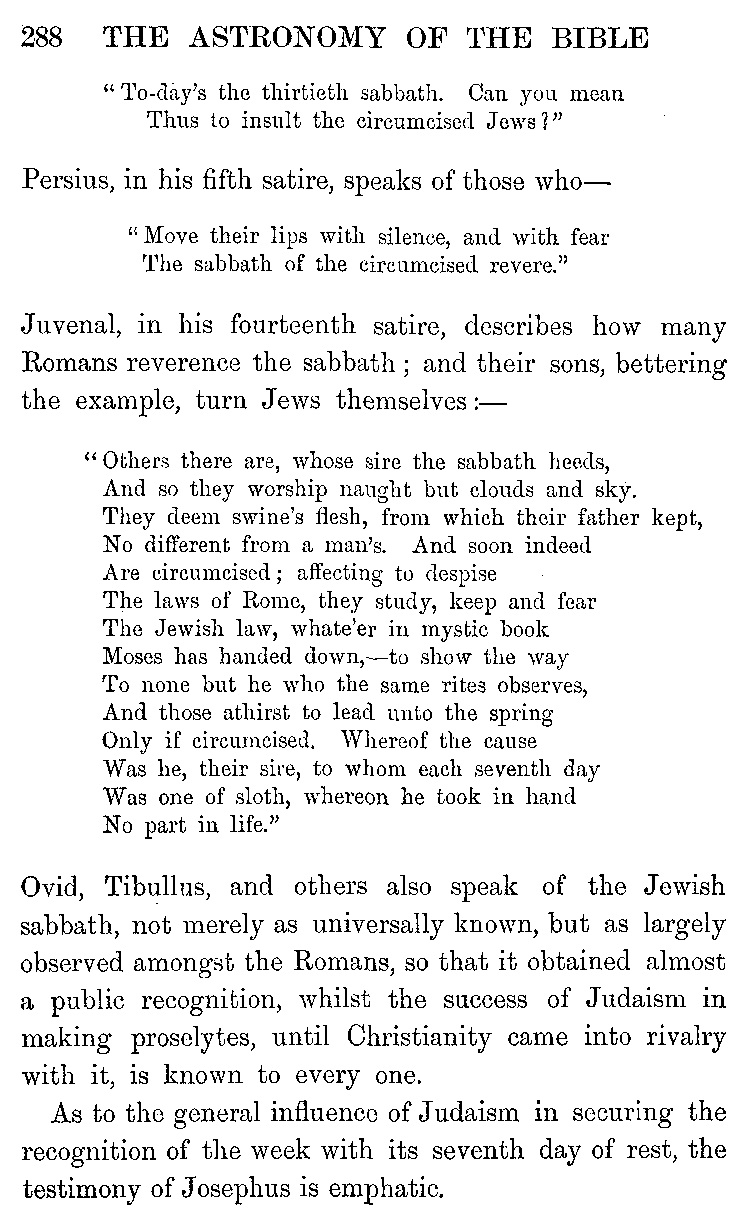 288 THE ASTRONOMY OF THE BIBLE
“To-day’s the thirtieth sabbath. Can you mean
Thus to insult the circumcised Jews?”
Persius, in his fifth satire, speaks of those who—
“Move their lips with silence, and with fear
The sabbath of the circumcised revere.”
Juvenal, in his fourteenth satire, describes how many
Romans reverence the sabbath; and their sons, bettering
the example, turn Jews themselves:—
“Others there are, whose sire the sabbath heeds,
And so they worship naught but clouds and sky.
They deem swine’s flesh, from which their father kept,
No different from a man’s. And soon indeed
Are circumcised; affecting to despise
The laws of Rome, they study, keep and fear
The Jewish law, whate’er in mystic book
Moses has handed down,—to show the way
To none but he who the same rites observes,
And those athirst to lead unto the spring
Only if circumcised. Whereof the cause
Was he, their sire, to whom each seventh day
Was one of sloth, whereon he took in hand
No part in life.”
Ovid, Tibullus, and others also speak of the Jewish
sabbath, not merely as universally known, but as largely
observed amongst the Romans, so that it obtained almost
a public recognition, whilst the success of Judaism in
making proselytes, until Christianity came into rivalry
with it, is known to every one.
As to the general influence of Judaism in securing the
recognition of the week with its seventh day of rest, the
testimony of Josephus is emphatic.